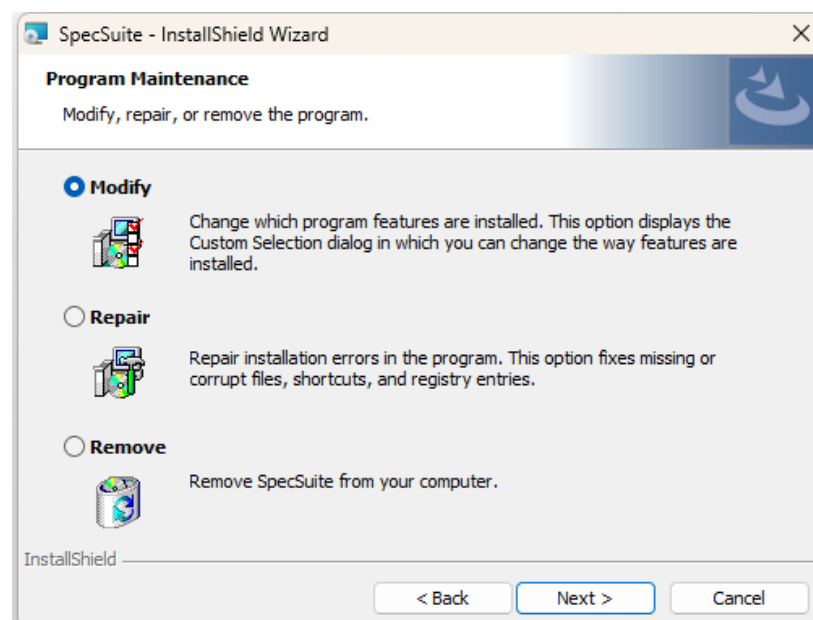 SpecSuite - InstallShield Wizard
Program Maintenance
Modify, repair, or remove the program.
Modify
Change which program features are installed. This option displays the
Custom Selection dialog in which you can change the way features are
installed.
Repair
Repair installation errors in the program. This option fixes missing or
corrupt files, shortcuts, and registry entries.
Remove
Remove SpecSuite from your computer.
InstallShield
< Back Next > Cancel